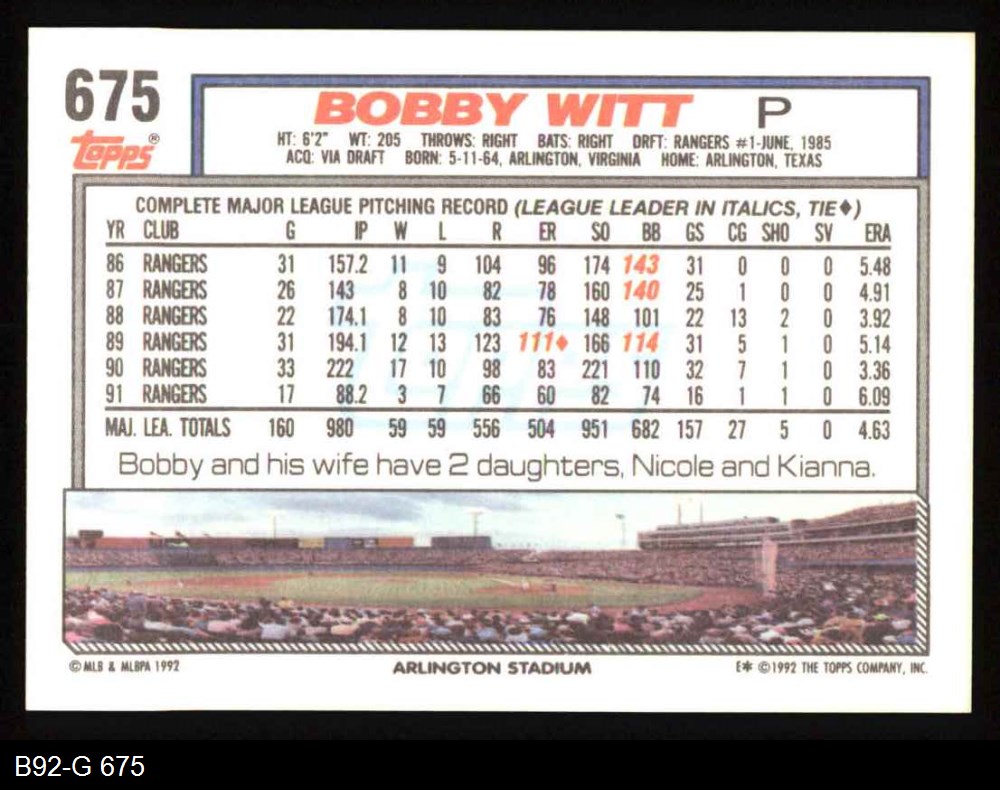 675
BOBBY WITT P
Topps®
HT: 6'2" WT: 205 THROWS: RIGHT BATS: RIGHT DRFT: RANGERS #1-JUNE, 1985
ACQ: VIA DRAFT BORN: 5-11-64, ARLINGTON, VIRGINIA HOME: ARLINGTON, TEXAS
COMPLETE MAJOR LEAGUE PITCHING RECORD (LEAGUE LEADER IN ITALICS, TIE♦)
YR CLUB G IP W L R ER SO BB GS CG SHO SV ERA
86 RANGERS 31 157.2 11 9 104 96 174 143 31 0 0 0 5.48
87 RANGERS 26 143 8 10 82 78 160 140 25 1 0 0 4.91
88 RANGERS 22 174.1 8 10 83 76 148 101 22 13 2 0 3.92
89 RANGERS 31 194.1 12 13 123 111♦ 166 114 31 5 1 0 5.14
90 RANGERS 33 222 17 10 98 83 221 110 32 7 1 0 3.36
91 RANGERS 17 88.2 3 7 66 60 82 74 16 1 1 0 6.09
MAJ. LEA. TOTALS 160 980 59 59 556 504 951 682 157 27 5 0 4.63
Bobby and his wife have 2 daughters, Nicole and Kianna.
© MLB & MLBPA 1992 ARLINGTON STADIUM E* ©1992 THE TOPPS COMPANY, INC.
B92-G 675